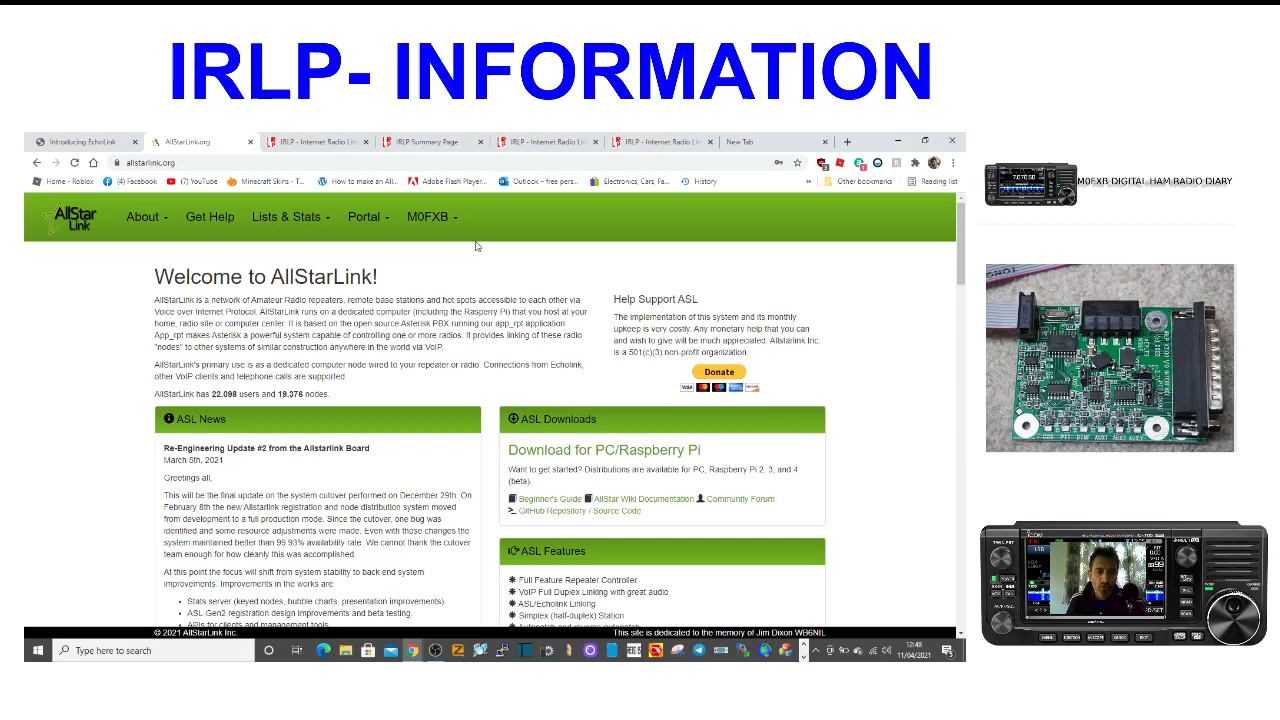 IRLP- INFORMATION
Introducing EchoLink
AllStarLink.org
IRLP - Internet Radio Lin
IRLP Summary Page
IRLP - Internet Radio Lin
IRLP - Internet Radio Lin
New Tab
allstarlink.org
Home - Roblox
(4) Facebook
(7) YouTube
Minecraft Skins - T...
How to make an All...
Adobe Flash Player...
Outlook – free pers...
Electronics, Cars, Fa...
History
»
Other bookmarks
Reading list
M0FXB DIGITAL HAM RADIO DIARY
AllStar
Link
About
Get Help
Lists & Stats
Portal
M0FXB
Welcome to AllStarLink!
AllStarLink is a network of Amateur Radio repeaters, remote base stations and hot spots accessible to each other via
Voice over Internet Protocol. AllStarLink runs on a dedicated computer (including the Rasperry Pi) that you host at your
home, radio site or computer center. It is based on the open source Asterisk PBX running our app_rpt application
App_rpt makes Asterisk a powerful system capable of controlling one or more radios. It provides linking of these radio
"nodes" to other systems of similar construction anywhere in the world via VoIP.
AllStarLink's primary use is as a dedicated computer node wired to your repeater or radio. Connections from Echolink,
other VoIP clients and telephone calls are supported.
AllStarLink has 22,098 users and 19,376 nodes.
Help Support ASL
The implementation of this system and its monthly
upkeep is very costly. Any monetary help that you can
and wish to give will be much appreciated. Allstarlink Inc.
is a 501(c)(3) non-profit organization.
Donate
VISA
ASL News
Re-Engineering Update #2 from the Allstarlink Board
March 5th, 2021
Greetings all,
This will be the final update on the system cutover performed on December 29th. On
February 8th the new Allstarlink registration and node distribution system moved
from development to a full production mode. Since the cutover, one bug was
identified and some resource adjustments were made. Even with those changes the
system maintained better than 99.93% availability rate. We cannot thank the cutover
team enough for how cleanly this was accomplished.
At this point the focus will shift from system stability to back end system
improvements. Improvements in the works are:
Stats server (keyed nodes, bubble charts, presentation improvements)
ASL-Gen2 registration design improvements and beta testing.
APIs for clients and management tools.
ASL Downloads
Download for PC/Raspberry Pi
Want to get started? Distributions are available for PC, Raspberry Pi 2, 3, and 4
(beta).
Beginner's Guide AllStar Wiki Documentation Community Forum
GitHub Repository / Source Code
ASL Features
Full Feature Repeater Controller
VoIP Full Duplex Linking with great audio
ASL/Echolink Linking
Simplex (half-duplex) Station
© 2021 AllStarLink Inc.
This site is dedicated to the memory of Jim Dixon WB6NIL
Type here to search
12:48
11/04/2021
5
COS PTT DTMF AUX1 AUX2 AUX3
ICOM
LSB
MENU FUNCTION M.SCOPE QUICK EXIT